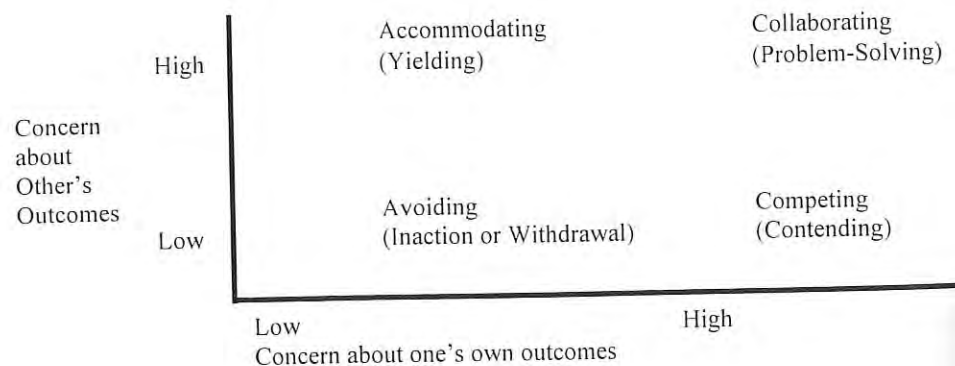 Accommodating
(Yielding)
Collaborating
(Problem-Solving)
High
Concern
about
Other's
Outcomes
Avoiding
(Inaction or Withdrawal)
Competing
(Contending)
Low
Low
High
Concern about one's own outcomes